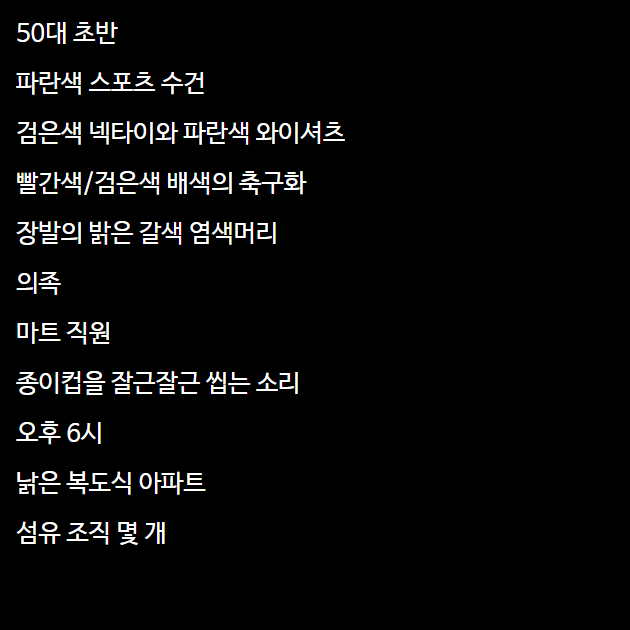 50대 초반
파란색 스포츠 수건
검은색 넥타이와 파란색 와이셔츠
빨간색/검은색 배색의 축구화
장발의 밝은 갈색 염색머리
의족
마트 직원
종이컵을 잘근잘근 씹는 소리
오후 6시
낡은 복도식 아파트
섬유 조직 몇 개